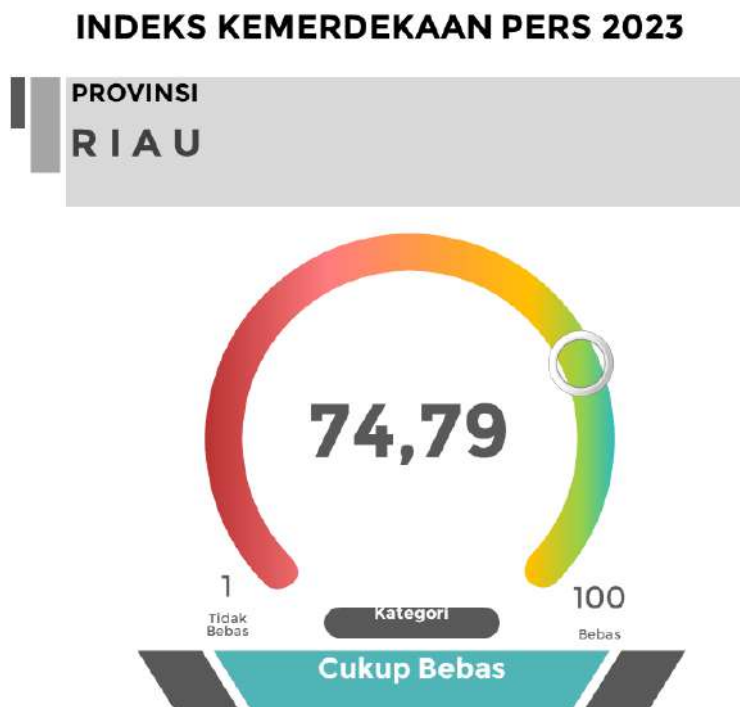 INDEKS KEMERDEKAAN PERS 2023
PROVINSI
RIAU
74,79
1
Tidak
Bebas
100
Bebas
Kategori
Cukup Bebas